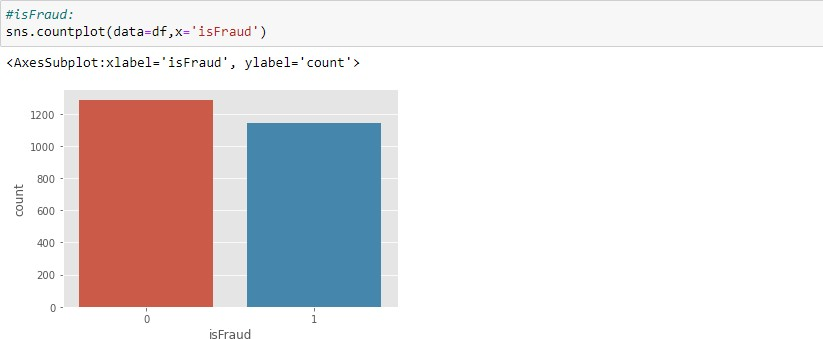 #isFraud:
sns.countplot(data=df,x='isFraud')
<AxesSubplot:xlabel='isFraud', ylabel='count'>
1200
1000
800
600
400
200
0
count
0 1
isFraud